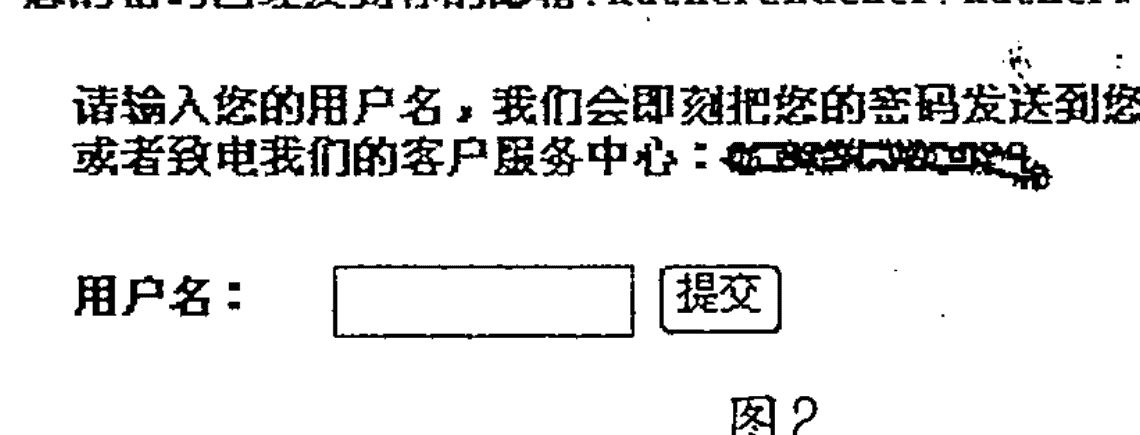 请输入您的用户名，我们会即刻把您的密码发送到您
或者致电我们的客户服务中心：
用户名：
提交
图2